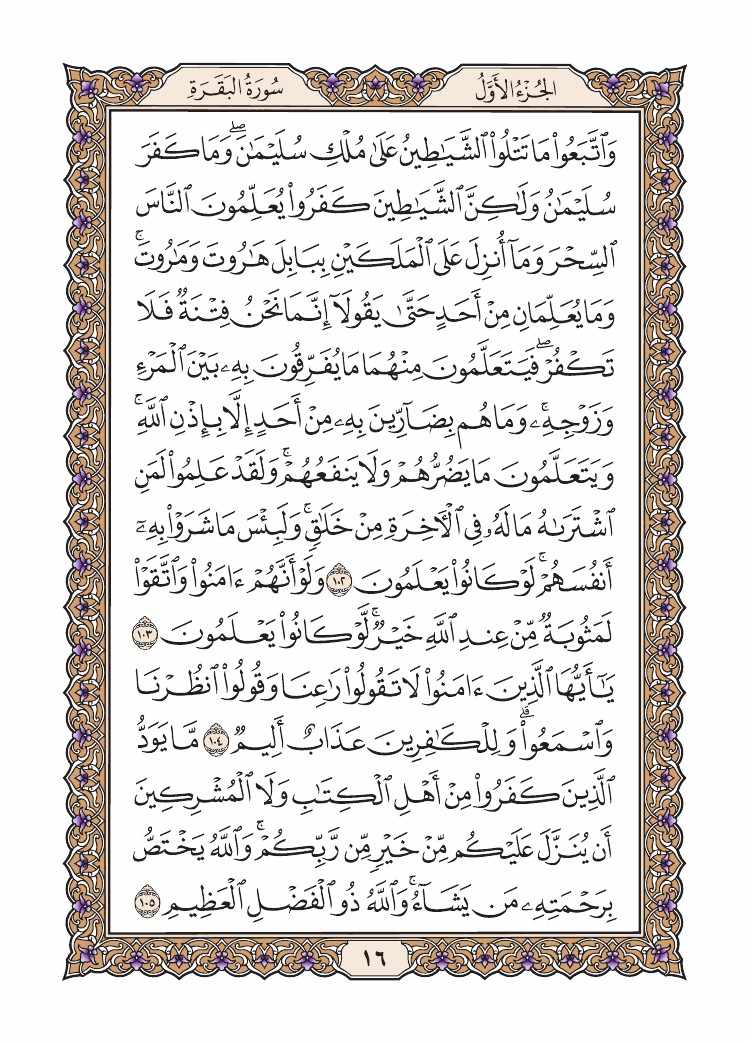 الجُزْءُ الأَوَّلُ
سُورَةُ البَقَرَةِ
وَٱتَّبَعُوا۟ مَا تَتْلُوا۟ ٱلشَّيَـٰطِينُ عَلَىٰ مُلْكِ سُلَيْمَـٰنَ ۖ وَمَا كَفَرَ
سُلَيْمَـٰنُ وَلَـٰكِنَّ ٱلشَّيَـٰطِينَ كَفَرُوا۟ يُعَلِّمُونَ ٱلنَّاسَ
ٱلسِّحْرَ وَمَآ أُنزِلَ عَلَى ٱلْمَلَكَيْنِ بِبَابِلَ هَـٰرُوتَ وَمَـٰرُوتَ ۚ
وَمَا يُعَلِّمَانِ مِنْ أَحَدٍ حَتَّىٰ يَقُولَآ إِنَّمَا نَحْنُ فِتْنَةٌ فَلَا
تَكْفُرْ ۖ فَيَتَعَلَّمُونَ مِنْهُمَا مَا يُفَرِّقُونَ بِهِۦ بَيْنَ ٱلْمَرْءِ
وَزَوْجِهِۦ ۚ وَمَا هُم بِضَآرِّينَ بِهِۦ مِنْ أَحَدٍ إِلَّا بِإِذْنِ ٱللَّهِ ۚ
وَيَتَعَلَّمُونَ مَا يَضُرُّهُمْ وَلَا يَنفَعُهُمْ ۚ وَلَقَدْ عَلِمُوا۟ لَمَنِ
ٱشْتَرَىٰهُ مَا لَهُۥ فِى ٱلْـَٔاخِرَةِ مِنْ خَلَـٰقٍ ۚ وَلَبِئْسَ مَا شَرَوْا۟ بِهِۦٓ
أَنفُسَهُمْ ۚ لَوْ كَانُوا۟ يَعْلَمُونَ ١٠٢ وَلَوْ أَنَّهُمْ ءَامَنُوا۟ وَٱتَّقَوْا۟
لَمَثُوبَةٌ مِّنْ عِندِ ٱللَّهِ خَيْرٌ ۖ لَّوْ كَانُوا۟ يَعْلَمُونَ ١٠٣
يَـٰٓأَيُّهَا ٱلَّذِينَ ءَامَنُوا۟ لَا تَقُولُوا۟ رَٰعِنَا وَقُولُوا۟ ٱنظُرْنَا
وَٱسْمَعُوا۟ ۗ وَلِلْكَـٰفِرِينَ عَذَابٌ أَلِيمٌ ١٠٤ مَّا يَوَدُّ
ٱلَّذِينَ كَفَرُوا۟ مِنْ أَهْلِ ٱلْكِتَـٰبِ وَلَا ٱلْمُشْرِكِينَ
أَن يُنَزَّلَ عَلَيْكُم مِّنْ خَيْرٍ مِّن رَّبِّكُمْ ۗ وَٱللَّهُ يَخْتَصُّ
بِرَحْمَتِهِۦ مَن يَشَآءُ ۚ وَٱللَّهُ ذُو ٱلْفَضْلِ ٱلْعَظِيمِ ١٠٥
١٦